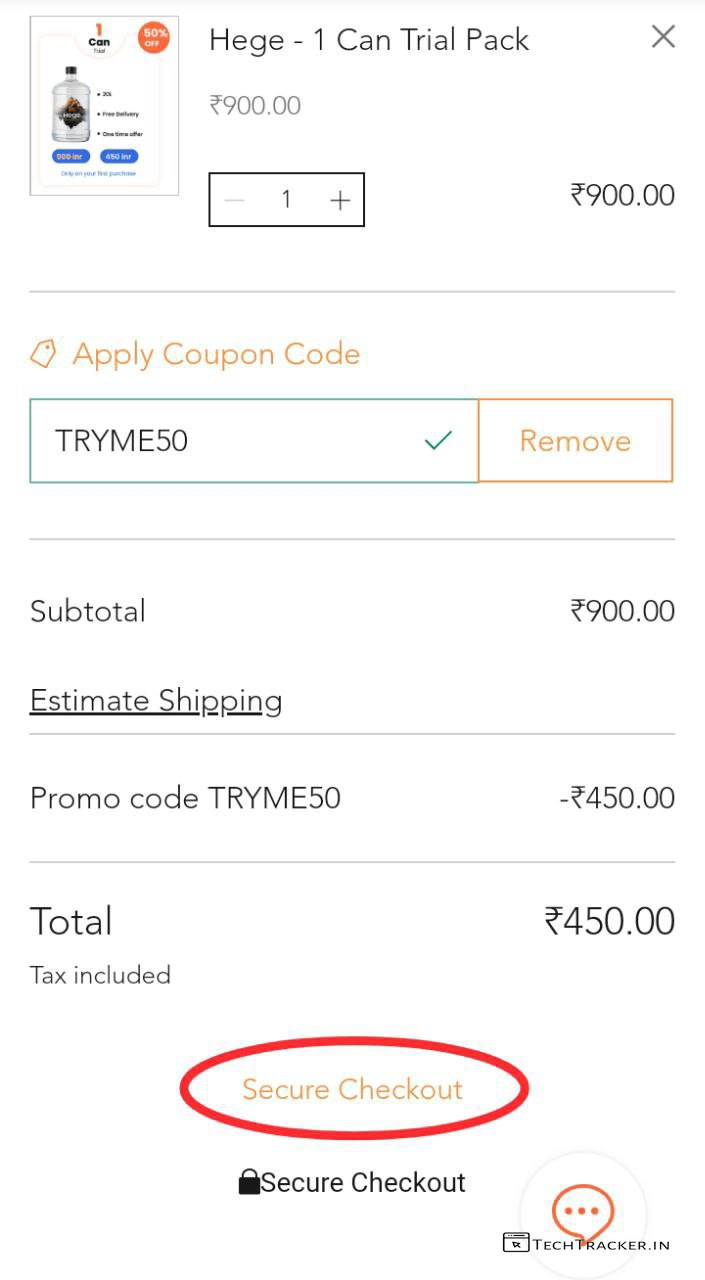 1
Can
Trial
50%
OFF
Hege
• 20L
• Free Delivery
• One time offer
900 inr
450 inr
Only on your first purchase
Hege - 1 Can Trial Pack
₹900.00
1
₹900.00
Apply Coupon Code
TRYME50
Remove
Subtotal
₹900.00
Estimate Shipping
Promo code TRYME50
-₹450.00
Total
₹450.00
Tax included
Secure Checkout
Secure Checkout
TECHTRACKER.IN